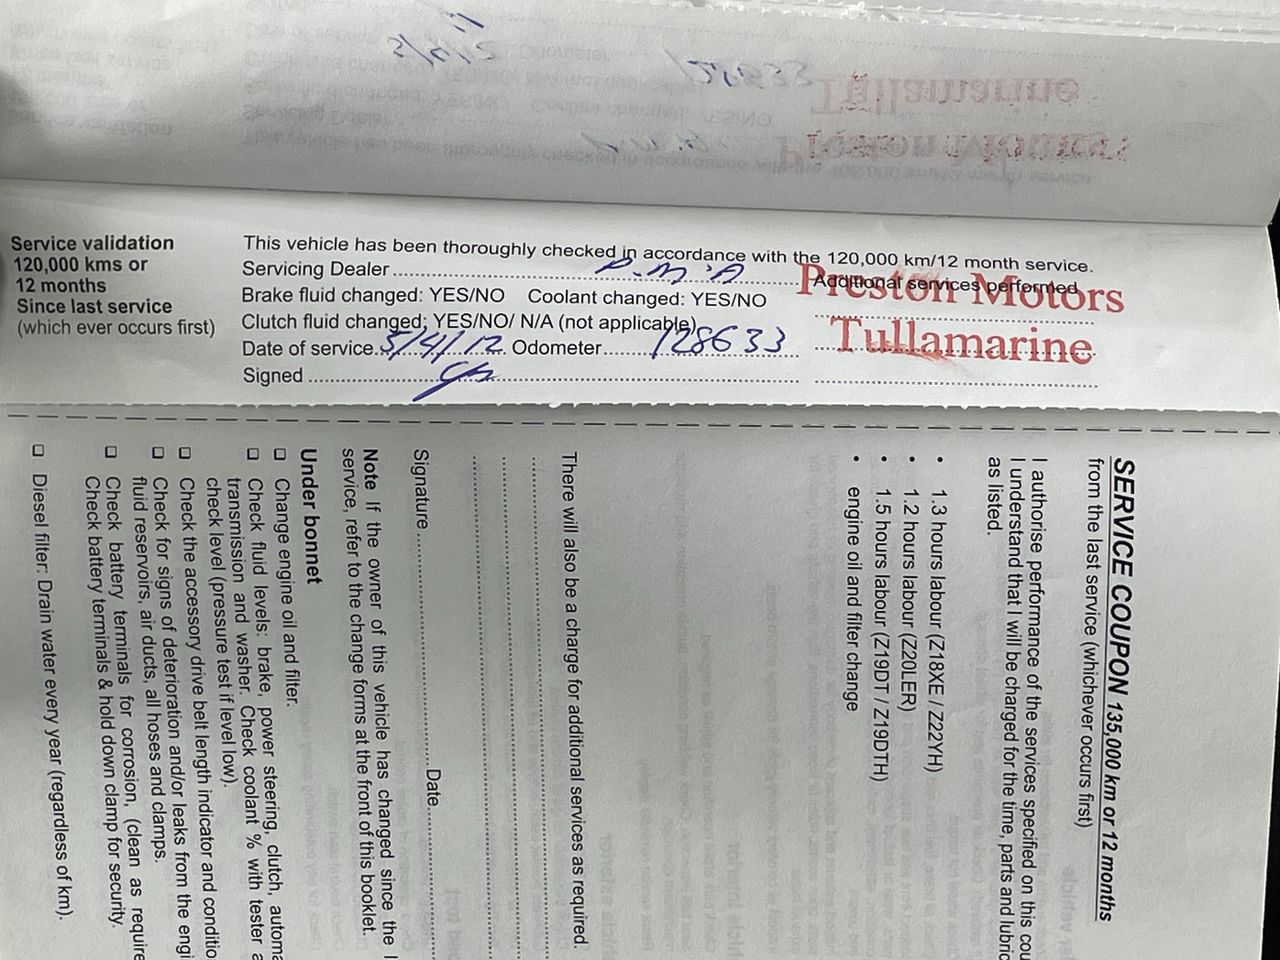 Service validation
120,000 kms or
12 months
Since last service
(which ever occurs first)
This vehicle has been thoroughly checked in accordance with the 120,000 km/12 month service.
Servicing Dealer P.M.A
Additional services performed
Brake fluid changed: YES/NO Coolant changed: YES/NO
Clutch fluid changed: YES/NO/ N/A (not applicable)
Date of service 5/4/12 Odometer 128633
Signed
Preston Motors
Tullamarine
SERVICE COUPON 135,000 km or 12 months
from the last service (whichever occurs first)
I authorise performance of the services specified on this
I understand that I will be charged for the time, parts and
as listed.
• 1.3 hours labour (Z18XE / Z22YH)
• 1.2 hours labour (Z20LER)
• 1.5 hours labour (Z19DT / Z19DTH)
• engine oil and filter change
There will also be a charge for additional services as required.
Signature Date
Note If the owner of this vehicle has changed since the
service, refer to the change forms at the front of this booklet.
Under bonnet
❑ Change engine oil and filter.
❑ Check fluid levels: brake, power steering, clutch,
transmission and washer. Check coolant % with tester
check level (pressure test if level low).
❑ Check the accessory drive belt length indicator and
❑ Check for signs of deterioration and/or leaks from the
fluid reservoirs, air ducts, all hoses and clamps.
❑ Check battery terminals for corrosion, (clean as
Check battery terminals & hold down clamp for security.
❑ Diesel filter: Drain water every year (regardless of km).